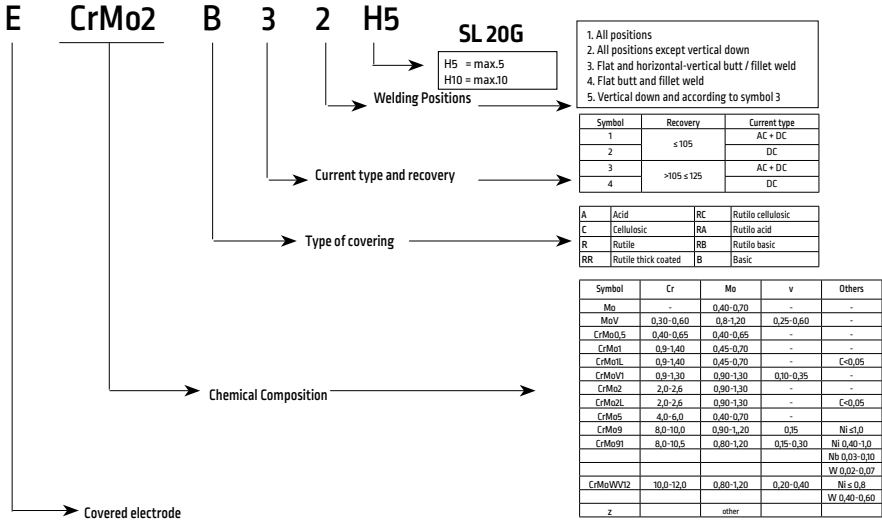 E CrMo2 B 3 2 H5
SL 20G
H5 = max.5
H10 = max.10
1. All positions
2. All positions except vertical down
3. Flat and horizontal-vertical butt / fillet weld
4. Flat butt and fillet weld
5. Vertical down and according to symbol 3
Welding Positions
Symbol Recovery Current type
1 ≤ 105 AC + DC
2 DC
3 >105 ≤ 125 AC + DC
4 DC
Current type and recovery
A Acid RC Rutilo cellulosic
C Cellulosic RA Rutilo acid
R Rutile RB Rutilo basic
RR Rutile thick coated B Basic
Type of covering
Symbol Cr Mo v Others
Mo - 0,40-0,70 - -
MoV 0,30-0,60 0,8-1,20 0,25-0,60 -
CrMo0,5 0,40-0,65 0,40-0,65 - -
CrMo1 0,9-1,40 0,45-0,70 - -
CrMo1L 0,9-1,40 0,45-0,70 - C<0,05
CrMoV1 0,9-1,30 0,90-1,30 0,10-0,35 -
CrMo2 2,0-2,6 0,90-1,30 - -
CrMo2L 2,0-2,6 0,90-1,30 - C<0,05
CrMo5 4,0-6,0 0,40-0,70 -
CrMo9 8,0-10,0 0,90-1,,20 0,15 Ni ≤1,0
CrMo91 8,0-10,5 0,80-1,20 0,15-0,30 Ni 0,40-1,0
Nb 0,03-0,10
W 0,02-0,07
CrMoWV12 10,0-12,0 0,80-1,20 0,20-0,40 Ni ≤ 0,8
W 0,40-0,60
z other
Chemical Composition
Covered electrode